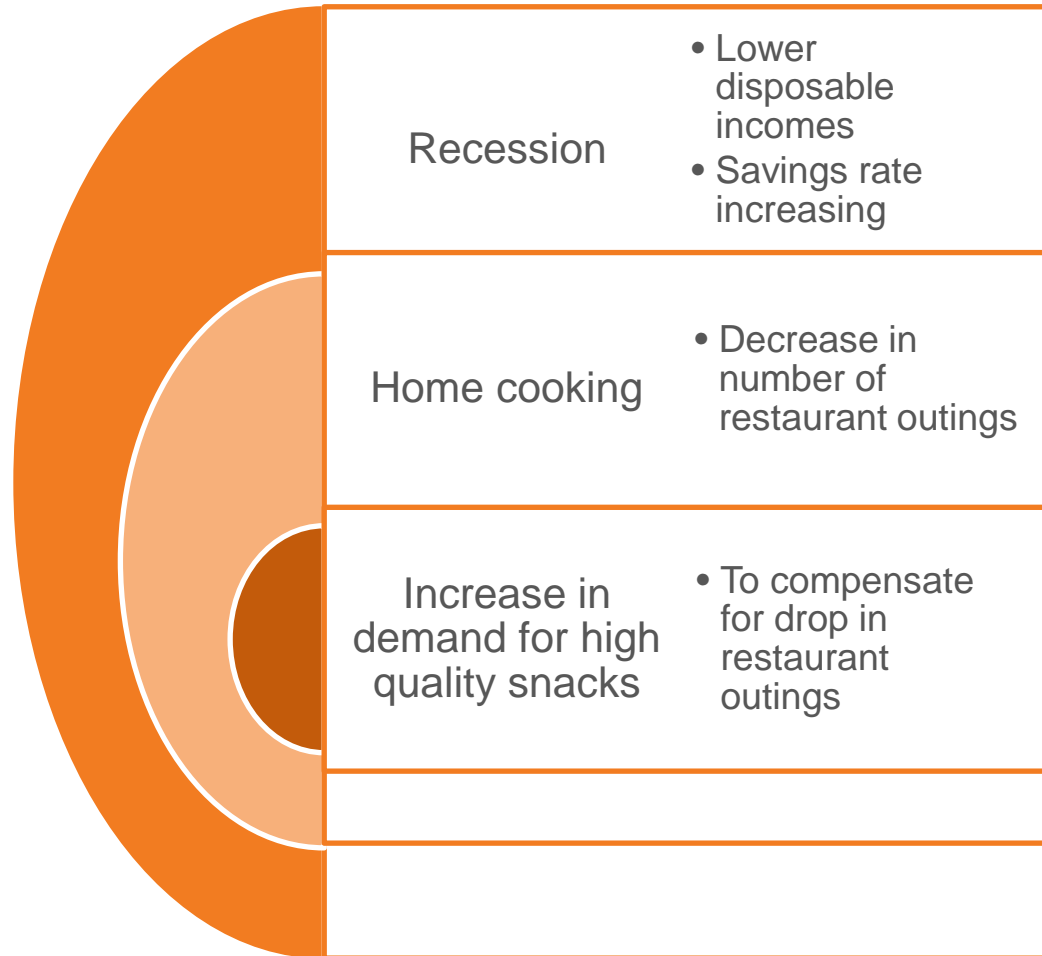 Recession
• Lower
disposable
incomes
• Savings rate
increasing
Home cooking
• Decrease in
number of
restaurant outings
Increase in
demand for high
quality snacks
• To compensate
for drop in
restaurant
outings